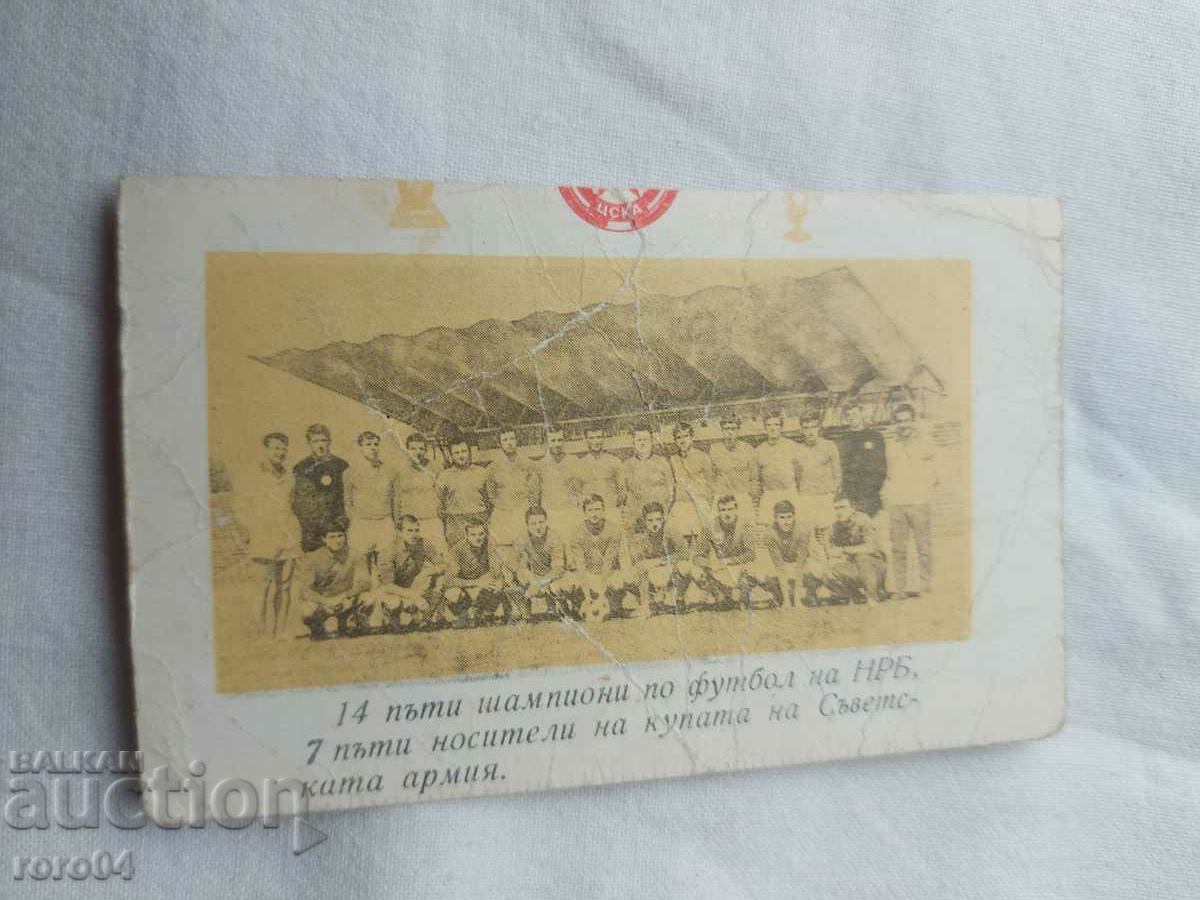 ЦСКА
14 пъти шампиони по футбол на НРБ,
7 пъти носители на купата на Съветс-
ката армия.
BALKAN
auction
roro04